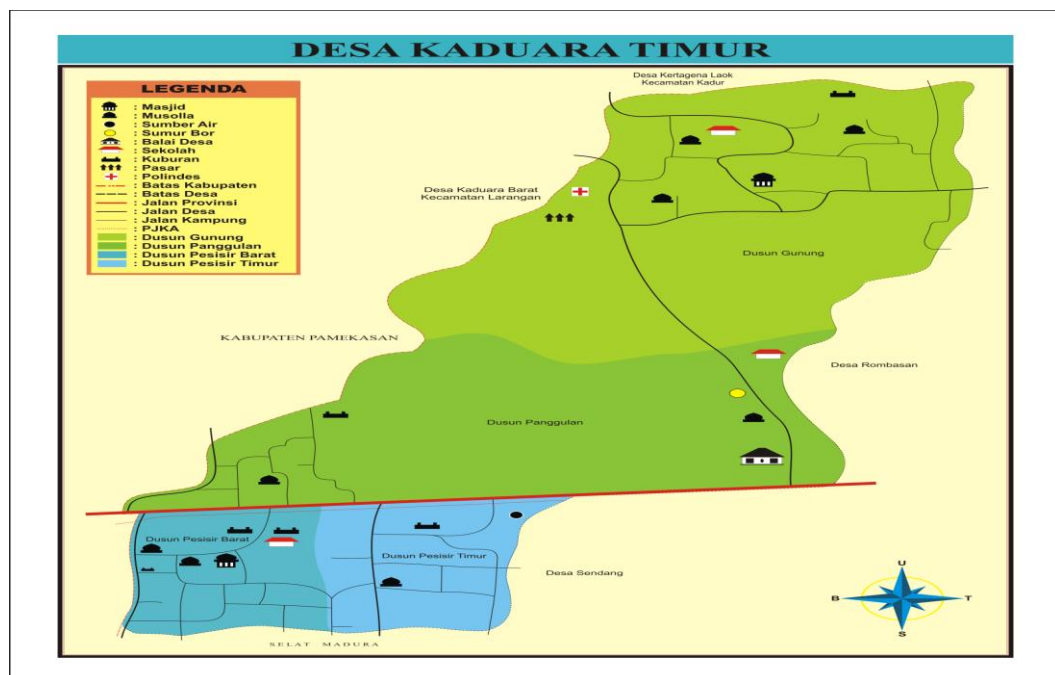 DESA KADUARA TIMUR
LEGENDA
: Masjid
: Musolla
: Sumber Air
: Sumur Bor
: Balai Desa
: Sekolah
: Kuburan
: Pasar
: Polindes
: Batas Kabupaten
: Batas Desa
: Jalan Provinsi
: Jalan Desa
: Jalan Kampung
: PJKA
: Dusun Gunung
: Dusun Panggulan
: Dusun Pesisir Barat
: Dusun Pesisir Timur
Desa Kertagena Laok
Kecamatan Kadur
Desa Kaduara Barat
Kecamatan Larangan
Dusun Gunung
KABUPATEN PAMEKASAN
Desa Rombasan
Dusun Panggulan
Dusun Pesisir Barat
Dusun Pesisir Timur
Desa Sendang
SELAT MADURA
U
B
T
S